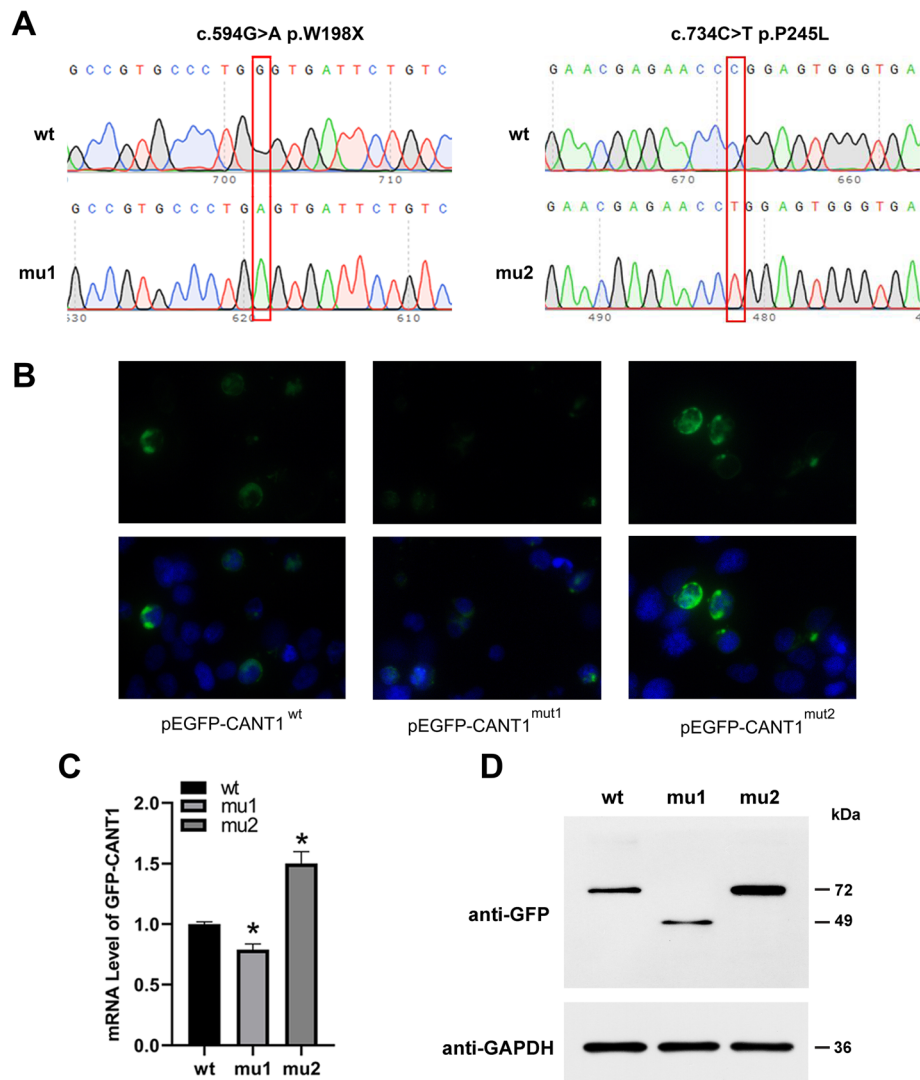 A
c.594G>A p.W198X
c.734C>T p.P245L
G C C G T G C C C T G G G T G A T T C T G T C
G A A C G A G A A C C C G G A G T G G G T G A
wt
wt
700
710
670
660
G C C G T G C C C T G A G T G A T T C T G T C
G A A C G A G A A C C T G G A G T G G G T G A
mu1
mu2
630
620
610
490
480
4
B
pEGFP-CANT1wt
pEGFP-CANT1mut1
pEGFP-CANT1mut2
C
wt
mu1
mu2
mRNA Level of GFP-CANT1
2.0
1.5
1.0
0.5
0.0
*
*
wt
mu1
mu2
D
wt
mu1
mu2
kDa
anti-GFP
72
49
anti-GAPDH
36